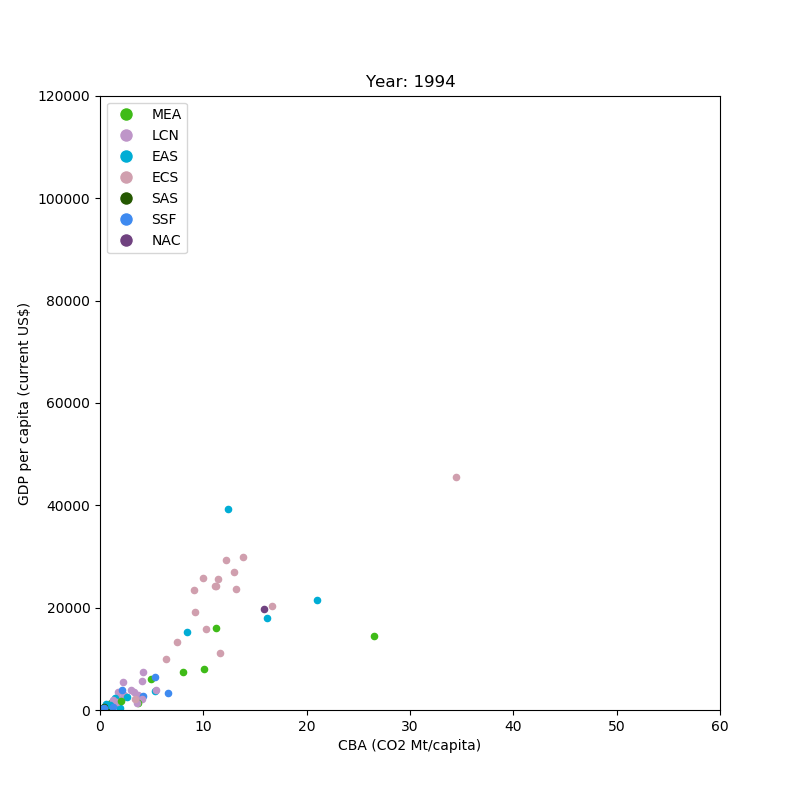 Year: 1994
120000
100000
80000
60000
40000
20000
0
GDP per capita (current US$)
MEA
LCN
EAS
ECS
SAS
SSF
NAC
0 10 20 30 40 50 60
CBA (CO2 Mt/capita)